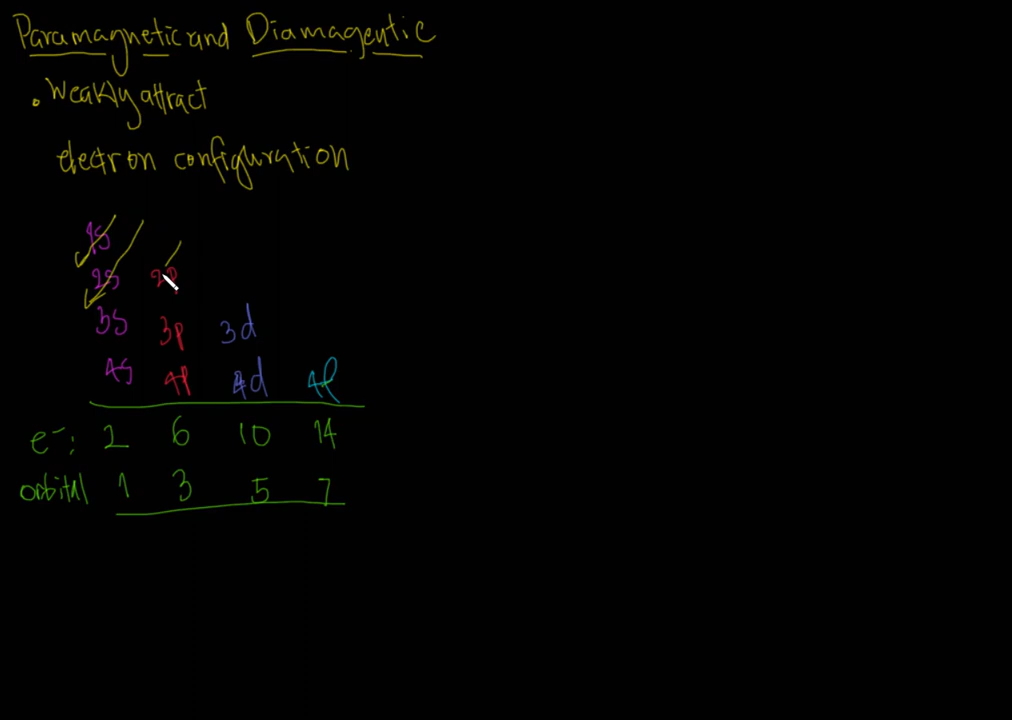 Paramagnetic and Diamagentic
. Weakly attract
electron configuration
1s
2s 2p
3s 3p 3d
4s 4p 4d 4f
e-: 2 6 10 14
orbital 1 3 5 7